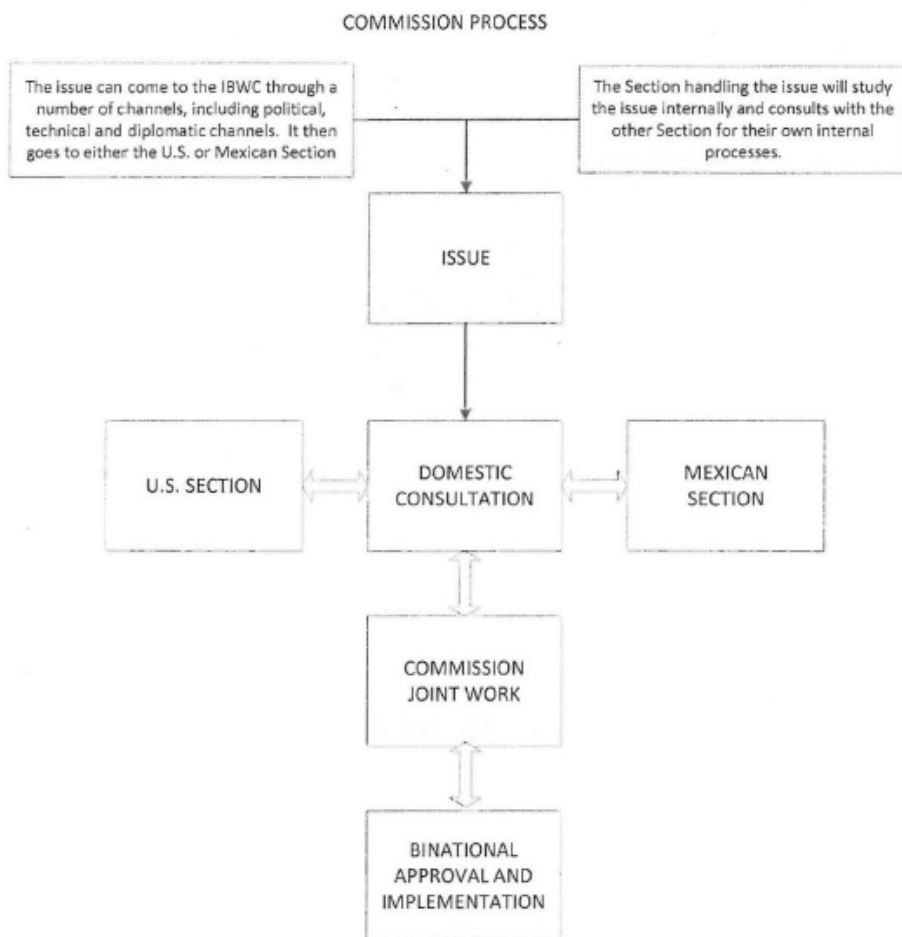 COMMISSION PROCESS
The issue can come to the IBWC through a
number of channels, including political,
technical and diplomatic channels. It then
goes to either the U.S. or Mexican Section
The Section handling the issue will study
the issue internally and consults with the
other Section for their own internal
processes.
ISSUE
U.S. SECTION
DOMESTIC
CONSULTATION
MEXICAN
SECTION
COMMISSION
JOINT WORK
BINATIONAL
APPROVAL AND
IMPLEMENTATION